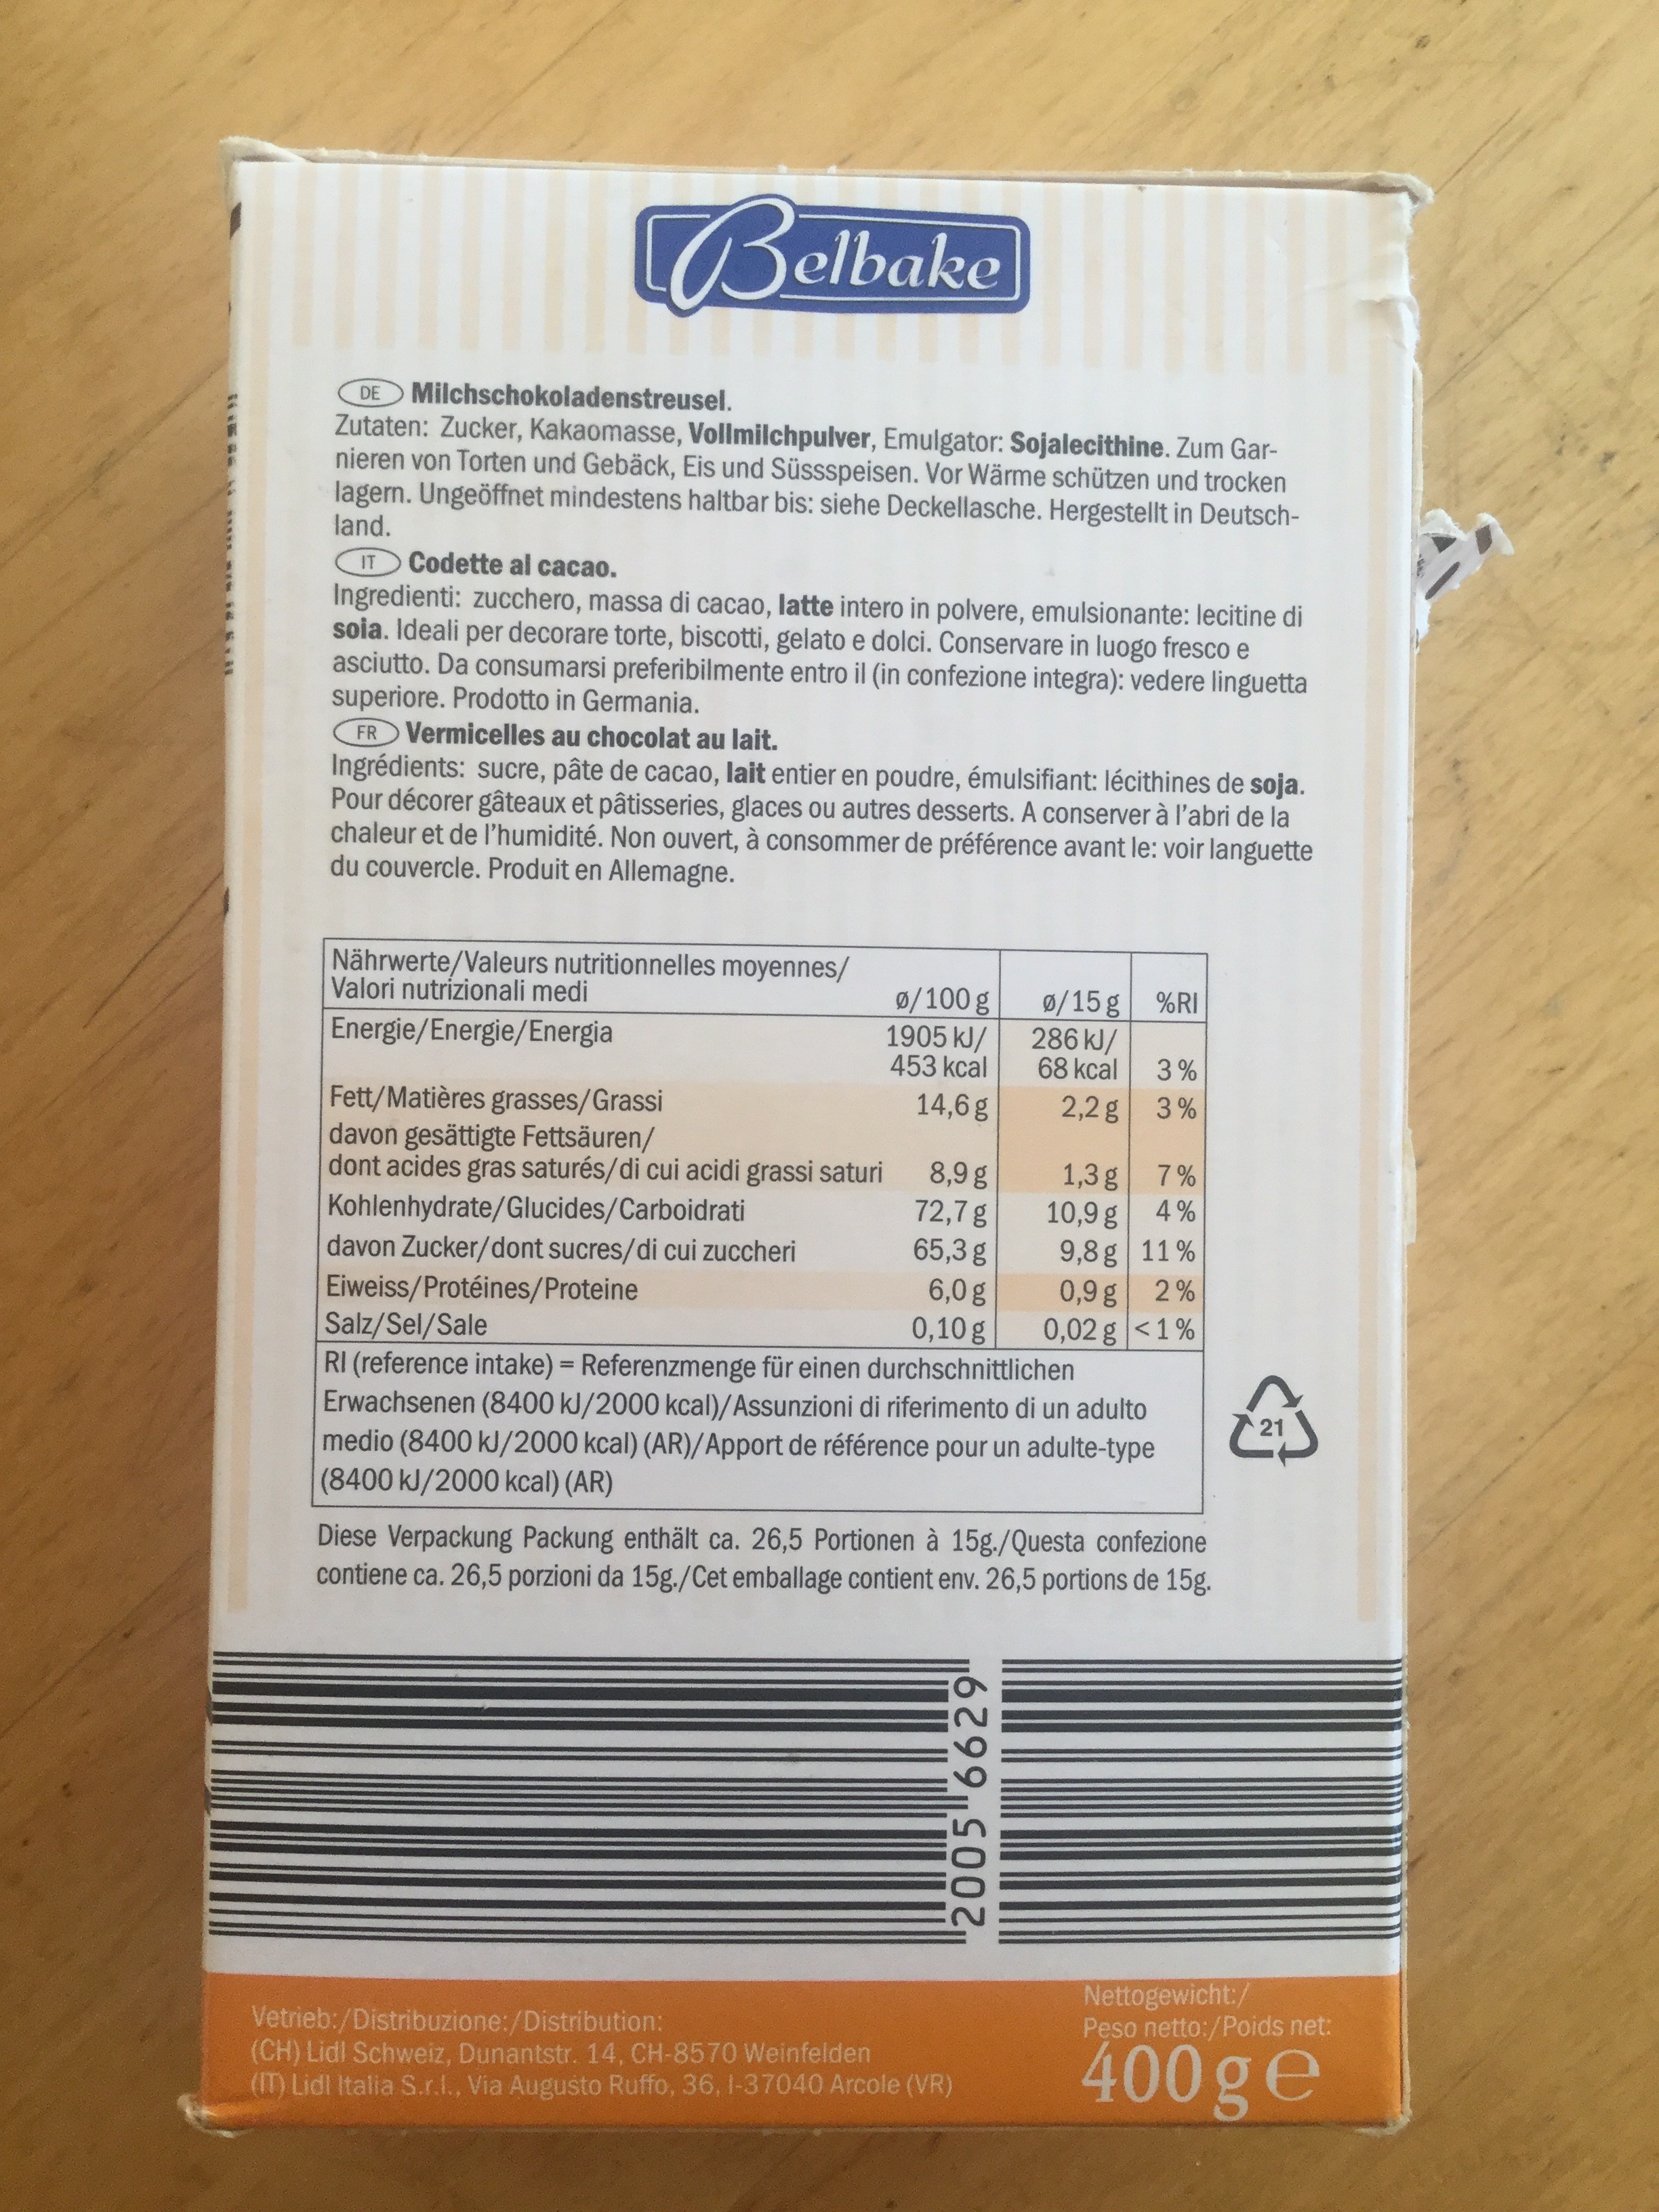 Belbake
DE Milchschokoladenstreusel.
Zutaten: Zucker, Kakaomasse, Vollmilchpulver, Emulgator: Sojalecithine. Zum Gar-
nieren von Torten und Gebäck, Eis und Süssspeisen. Vor Wärme schützen und trocken
lagern. Ungeöffnet mindestens haltbar bis: siehe Deckellasche. Hergestellt in Deutsch-
land.
IT Codette al cacao.
Ingredienti: zucchero, massa di cacao, latte intero in polvere, emulsionante: lecitine di
soia. Ideali per decorare torte, biscotti, gelato e dolci. Conservare in luogo fresco e
asciutto. Da consumarsi preferibilmente entro il (in confezione integra): vedere linguetta
superiore. Prodotto in Germania.
FR Vermicelles au chocolat au lait.
Ingrédients: sucre, pâte de cacao, lait entier en poudre, émulsifiant: lécithines de soja.
Pour décorer gâteaux et pâtisseries, glaces ou autres desserts. A conserver à l'abri de la
chaleur et de l'humidité. Non ouvert, à consommer de préférence avant le: voir languette
du couvercle. Produit en Allemagne.
Nährwerte/Valeurs nutritionnelles moyennes/
Valori nutrizionali medi ø/100 g ø/15 g %RI
Energie/Energie/Energia 1905 kJ/ 286 kJ/
453 kcal 68 kcal 3 %
Fett/Matières grasses/Grassi 14,6 g 2,2 g 3 %
davon gesättigte Fettsäuren/
dont acides gras saturés/di cui acidi grassi saturi 8,9 g 1,3 g 7 %
Kohlenhydrate/Glucides/Carboidrati 72,7 g 10,9 g 4 %
davon Zucker/dont sucres/di cui zuccheri 65,3 g 9,8 g 11 %
Eiweiss/Protéines/Proteine 6,0 g 0,9 g 2 %
Salz/Sel/Sale 0,10 g 0,02 g <1 %
RI (reference intake) = Referenzmenge für einen durchschnittlichen
Erwachsenen (8400 kJ/2000 kcal)/Assunzioni di riferimento di un adulto
medio (8400 kJ/2000 kcal) (AR)/Apport de référence pour un adulte-type
(8400 kJ/2000 kcal) (AR)
21
Diese Verpackung Packung enthält ca. 26,5 Portionen à 15g./Questa confezione
contiene ca. 26,5 porzioni da 15g./Cet emballage contient env. 26,5 portions de 15g.
2005 6629
Vetrieb:/Distribuzione:/Distribution:
(CH) Lidl Schweiz, Dunantstr. 14, CH-8570 Weinfelden
(IT) Lidl Italia S.r.l., Via Augusto Ruffo, 36, I-37040 Arcole (VR)
Nettogewicht:/
Peso netto:/Poids net:
400 g e